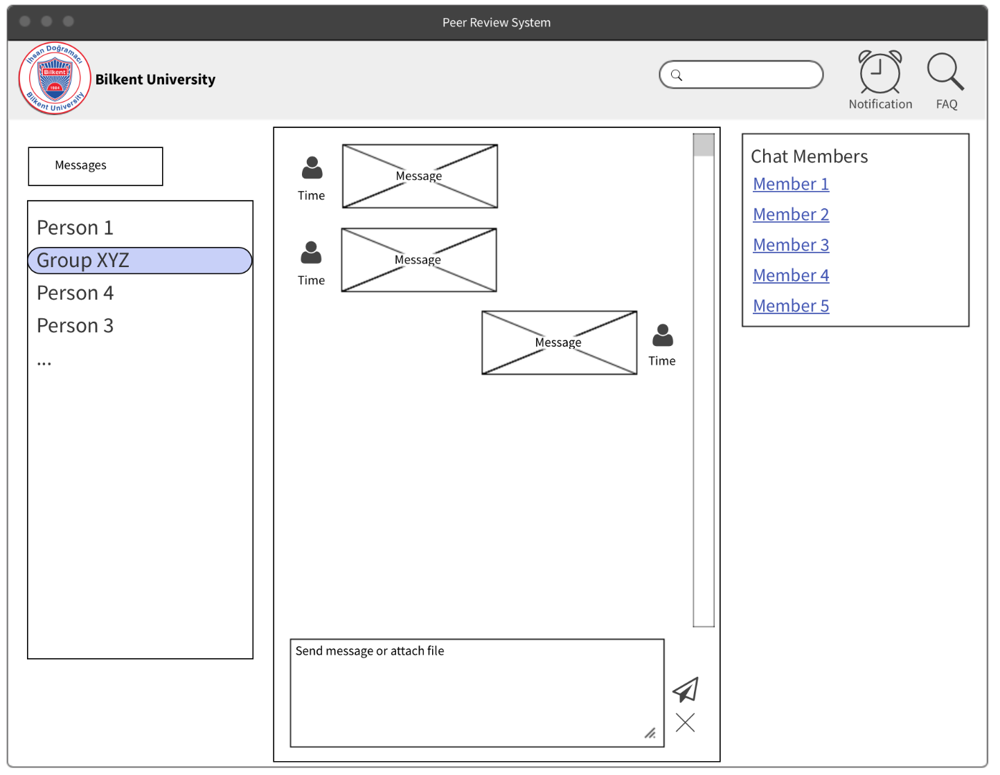 Peer Review System
İhsan Doğramacı
Bilkent
1984
Bilkent University
Bilkent University
Notification
FAQ
Messages
Person 1
Group XYZ
Person 4
Person 3
...
Message
Time
Message
Time
Message
Time
Send message or attach file
Chat Members
Member 1
Member 2
Member 3
Member 4
Member 5